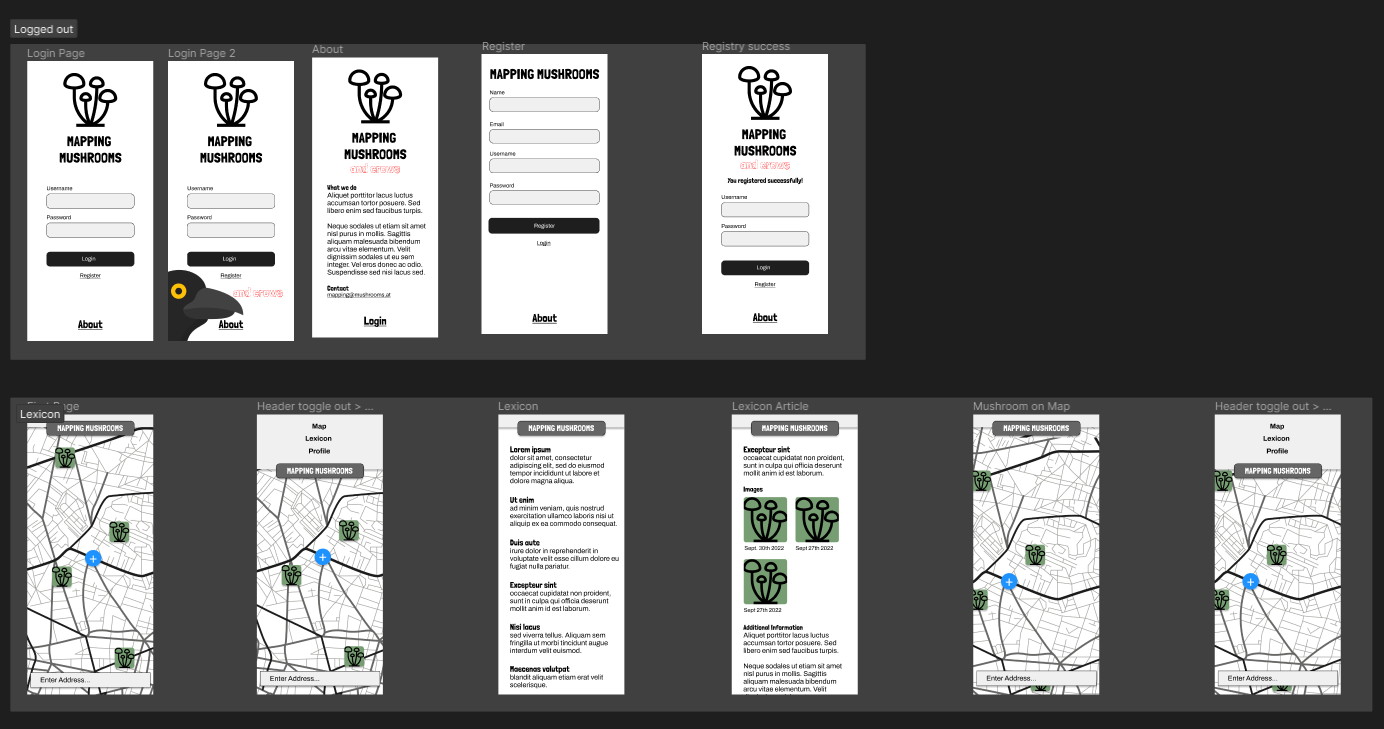 Logged out
Login Page
MAPPING
MUSHROOMS
Username
Password
Login
Register
About
Login Page 2
MAPPING
MUSHROOMS
Username
Password
Login
Register
and crows
About
About
MAPPING
MUSHROOMS
and crows
What we do
Aliquet porttitor lacus luctus
accumsan tortor posuere. Sed
libero enim sed faucibus turpis.
Neque sodales ut etiam sit amet
nisl purus in mollis. Sagittis
aliquam malesuada bibendum
arcu vitae elementum. Velit
dignissim sodales ut eu sem
integer. Vel eros donec ac odio.
Suspendisse sed nisi lacus sed.
Contact
mapping@mushrooms.at
Login
Register
MAPPING MUSHROOMS
Name
Email
Username
Password
Register
Login
About
Registry success
MAPPING
MUSHROOMS
and crows
You registered successfully!
Username
Password
Login
Register
About
Lexicon
Page
MAPPING MUSHROOMS
Enter Address...
Header toggle out > ...
Map
Lexicon
Profile
MAPPING MUSHROOMS
Enter Address...
Lexicon
MAPPING MUSHROOMS
Lorem ipsum
dolor sit amet, consectetur
adipiscing elit, sed do eiusmod
tempor incididunt ut labore et
dolore magna aliqua.
Ut enim
ad minim veniam, quis nostrud
exercitation ullamco laboris nisi ut
aliquip ex ea commodo consequat.
Duis aute
irure dolor in reprehenderit in
voluptate velit esse cillum dolore eu
fugiat nulla pariatur.
Excepteur sint
occaecat cupidatat non proident,
sunt in culpa qui officia deserunt
mollit anim id est laborum.
Nisi lacus
sed viverra tellus. Aliquam sem
fringilla ut morbi tincidunt augue
interdum velit euismod.
Maecenas volutpat
blandit aliquam etiam erat velit
scelerisque.
Lexicon Article
MAPPING MUSHROOMS
Excepteur sint
occaecat cupidatat non proident,
sunt in culpa qui officia deserunt
mollit anim id est laborum.
Images
Sept. 30th 2022
Sept 27th 2022
Sept 27th 2022
Additional Information
Aliquet porttitor lacus luctus
accumsan tortor posuere. Sed
libero enim sed faucibus turpis.
Neque sodales ut etiam sit amet
nisl purus in mollis. Sagittis
aliquam malesuada bibendum
arcu vitae elementum. Velit
Mushroom on Map
MAPPING MUSHROOMS
Enter Address...
Header toggle out > ...
Map
Lexicon
Profile
MAPPING MUSHROOMS
Enter Address...